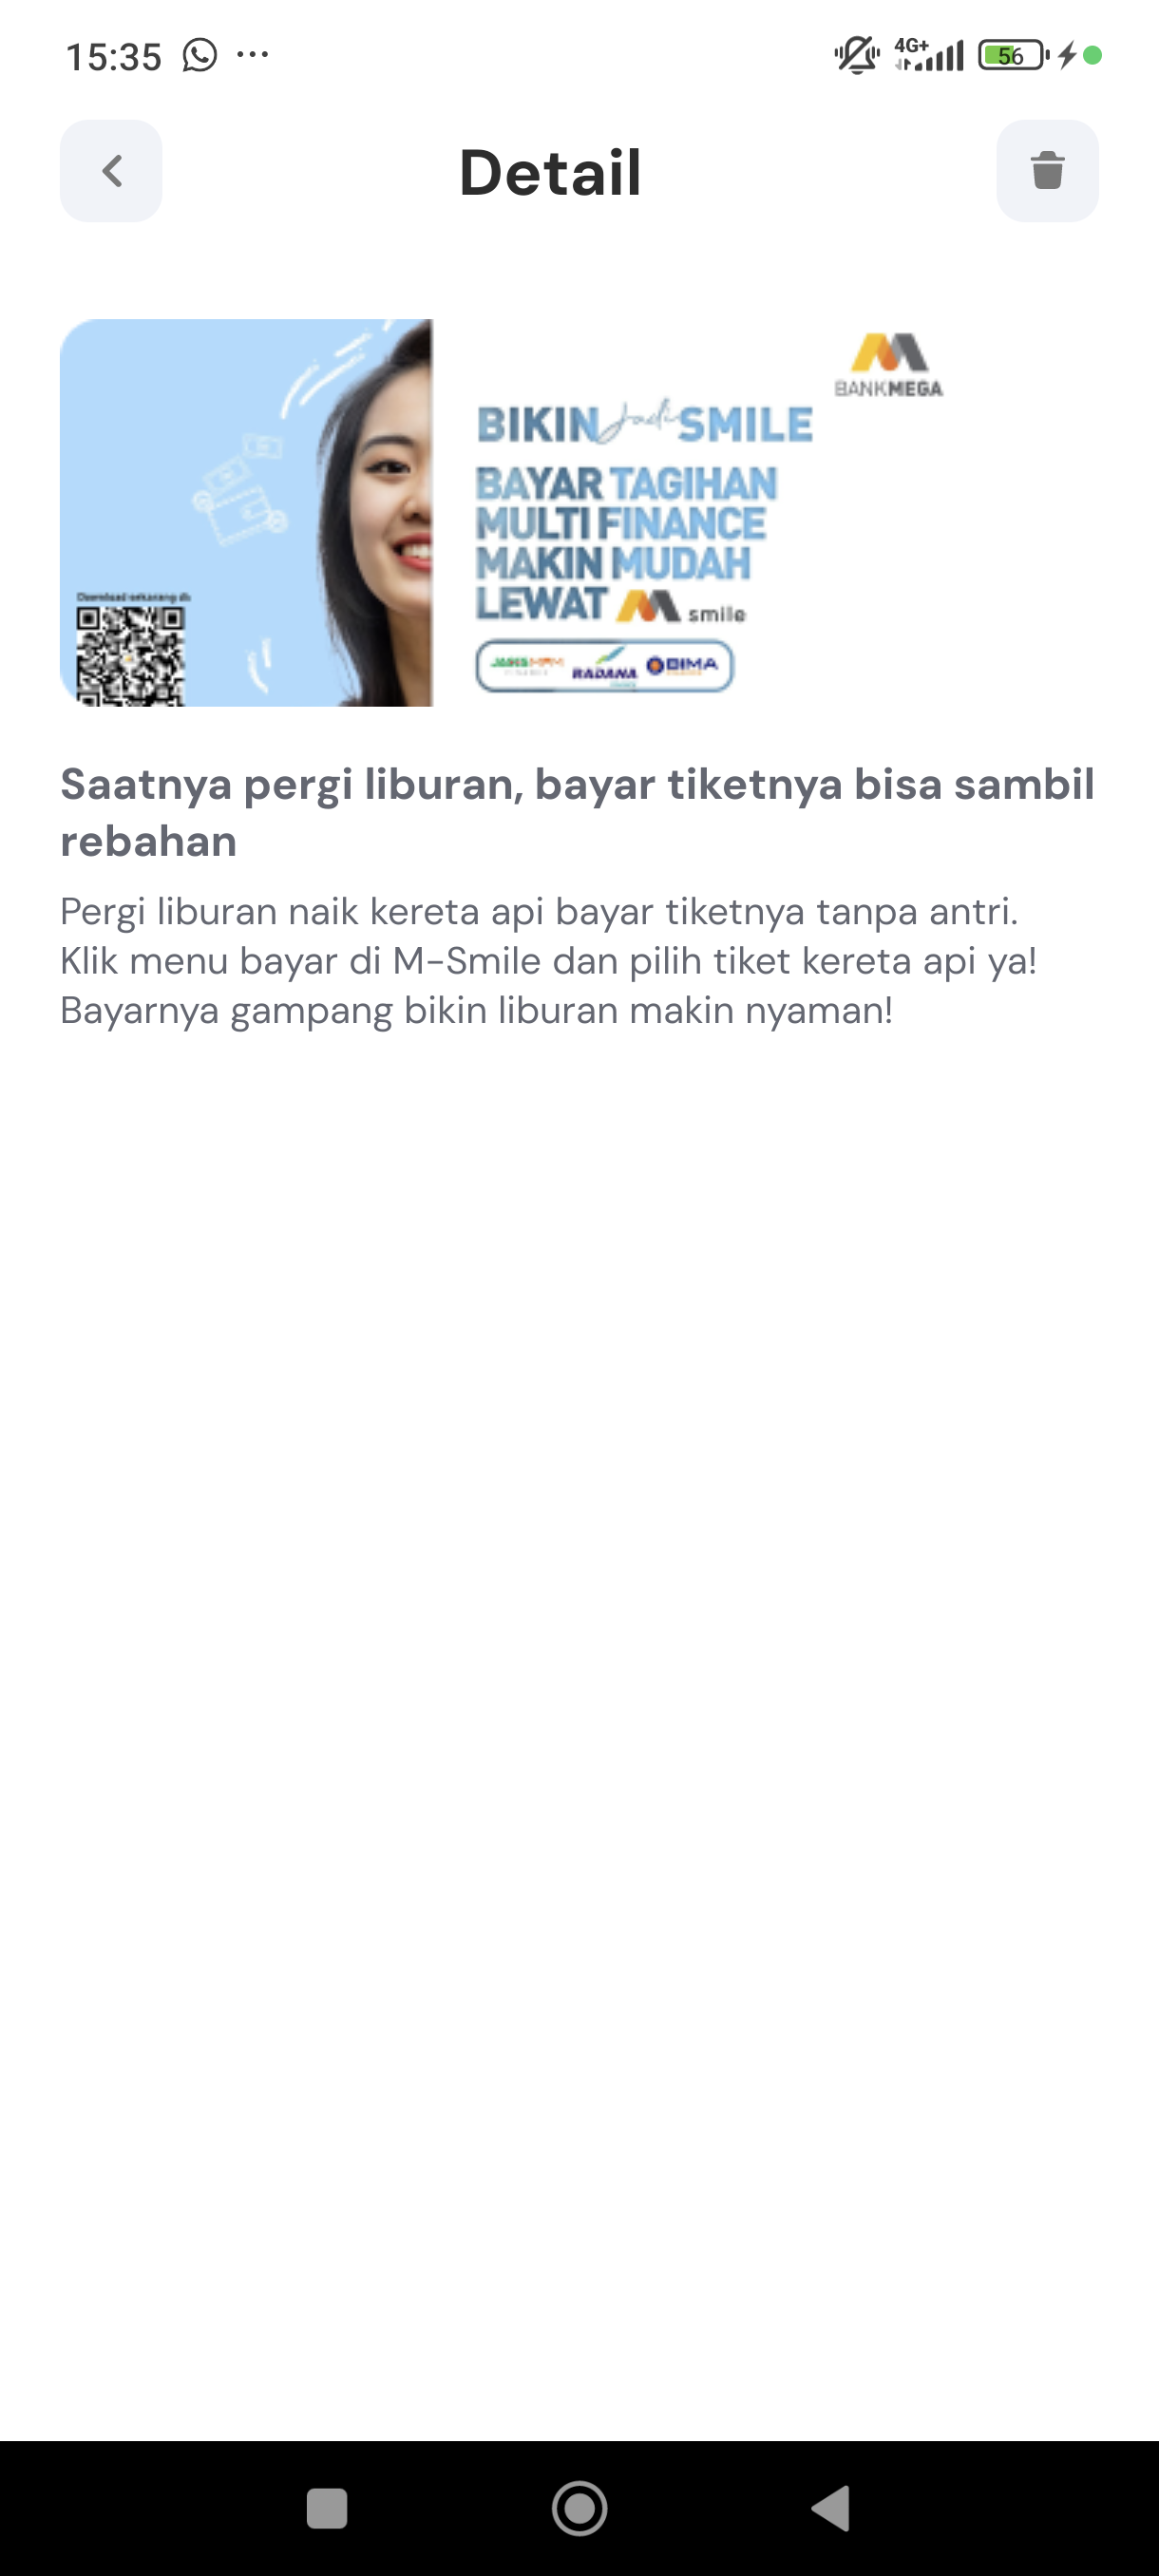 15:35
4G+
56
Detail
BANKMEGA
BIKIN Jadi SMILE
BAYAR TAGIHAN
MULTI FINANCE
MAKIN MUDAH
LEWAT M smile
Download sekarang di:
RADANA
BIMA
Saatnya pergi liburan, bayar tiketnya bisa sambil
rebahan
Pergi liburan naik kereta api bayar tiketnya tanpa antri.
Klik menu bayar di M-Smile dan pilih tiket kereta api ya!
Bayarnya gampang bikin liburan makin nyaman!